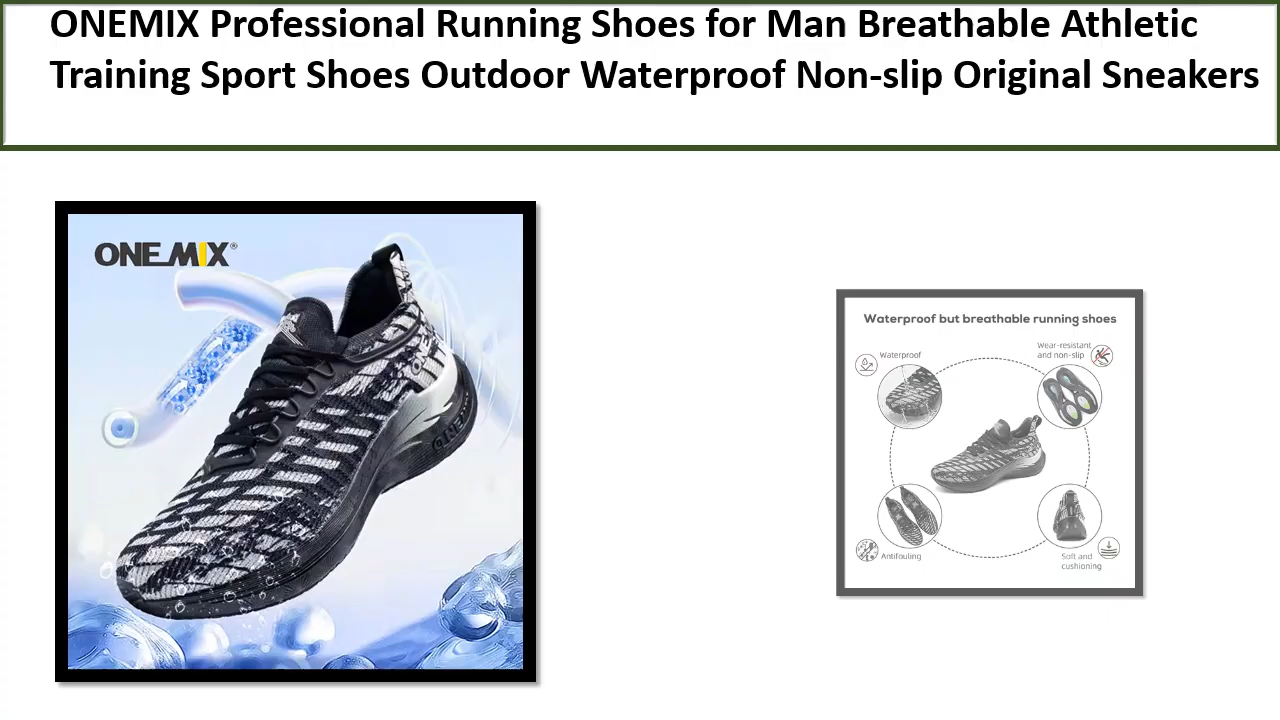 ONEMIX Professional Running Shoes for Man Breathable Athletic
Training Sport Shoes Outdoor Waterproof Non-slip Original Sneakers
ONEMIX®
Waterproof but breathable running shoes
Waterproof
Wear-resistant
and non-slip
Antifouling
Soft and
cushioning